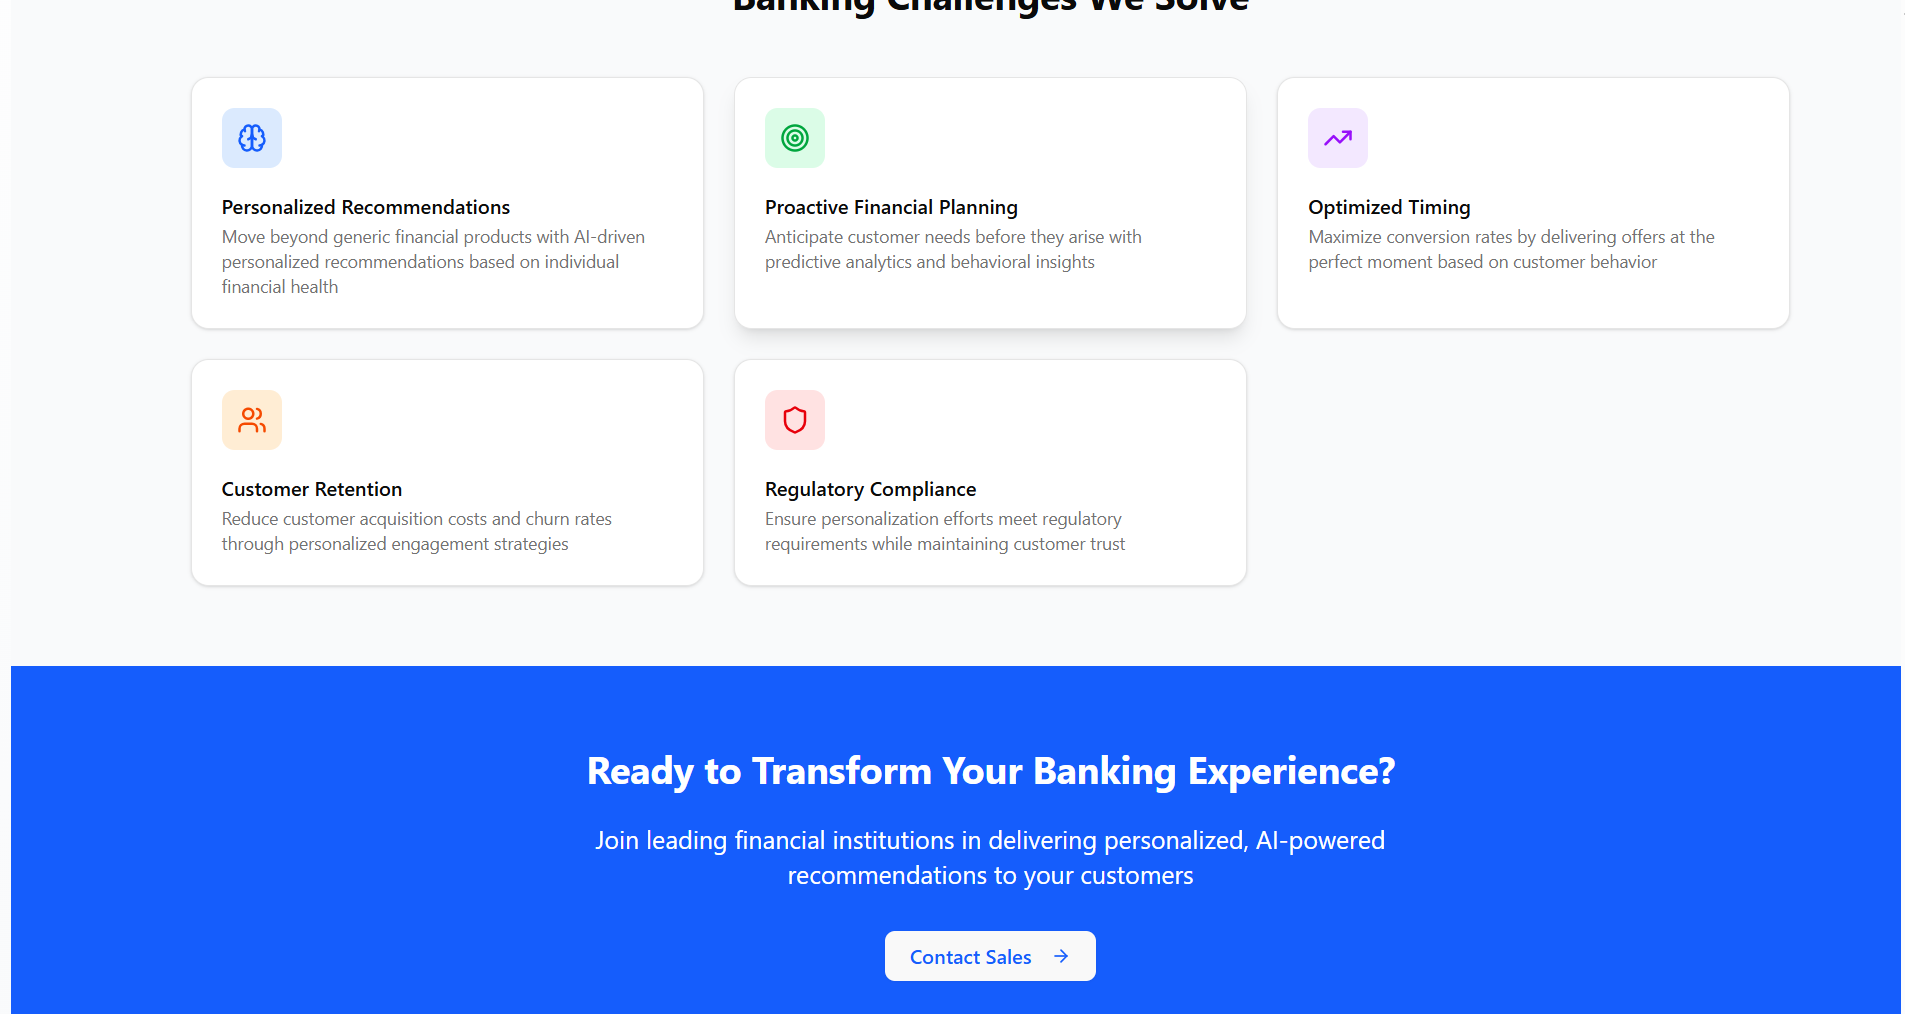 Banking Challenges We Solve
Personalized Recommendations
Move beyond generic financial products with AI-driven
personalized recommendations based on individual
financial health
Proactive Financial Planning
Anticipate customer needs before they arise with
predictive analytics and behavioral insights
Optimized Timing
Maximize conversion rates by delivering offers at the
perfect moment based on customer behavior
Customer Retention
Reduce customer acquisition costs and churn rates
through personalized engagement strategies
Regulatory Compliance
Ensure personalization efforts meet regulatory
requirements while maintaining customer trust
Ready to Transform Your Banking Experience?
Join leading financial institutions in delivering personalized, AI-powered
recommendations to your customers
Contact Sales